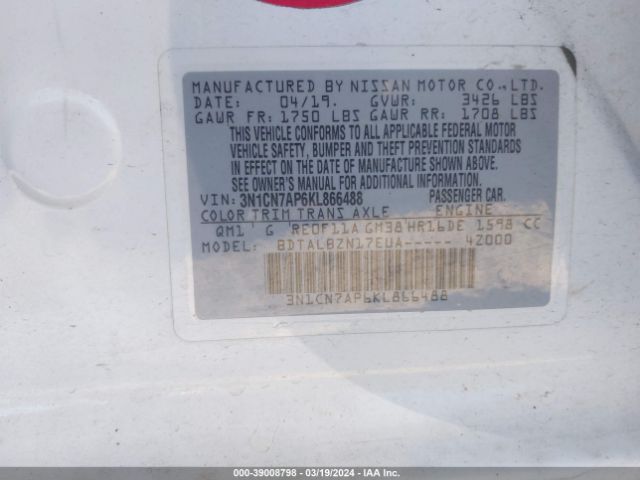 MANUFACTURED BY NISSAN MOTOR CO.,LTD.
DATE: 04/19. GVWR: 3426 LBS
GAWR FR: 1750 LBS GAWR RR: 1708 LBS
THIS VEHICLE CONFORMS TO ALL APPLICABLE FEDERAL MOTOR
VEHICLE SAFETY, BUMPER AND THEFT PREVENTION STANDARDS
IN EFFECT ON THE DATE OF MANUFACTURE SHOWN ABOVE.
SEE OWNER'S MANUAL FOR ADDITIONAL INFORMATION.
VIN: 3N1CN7AP6KL866488 PASSENGER CAR.
COLOR TRIM TRANS AXLE ENGINE
QM1 G RE0F11A GM38 HR16DE 1598 CC
MODEL: BDTALBZN17EUA----- 4Z000
3N1CN7AP6KL866488
000-39008798 - 03/19/2024 - IAA Inc.